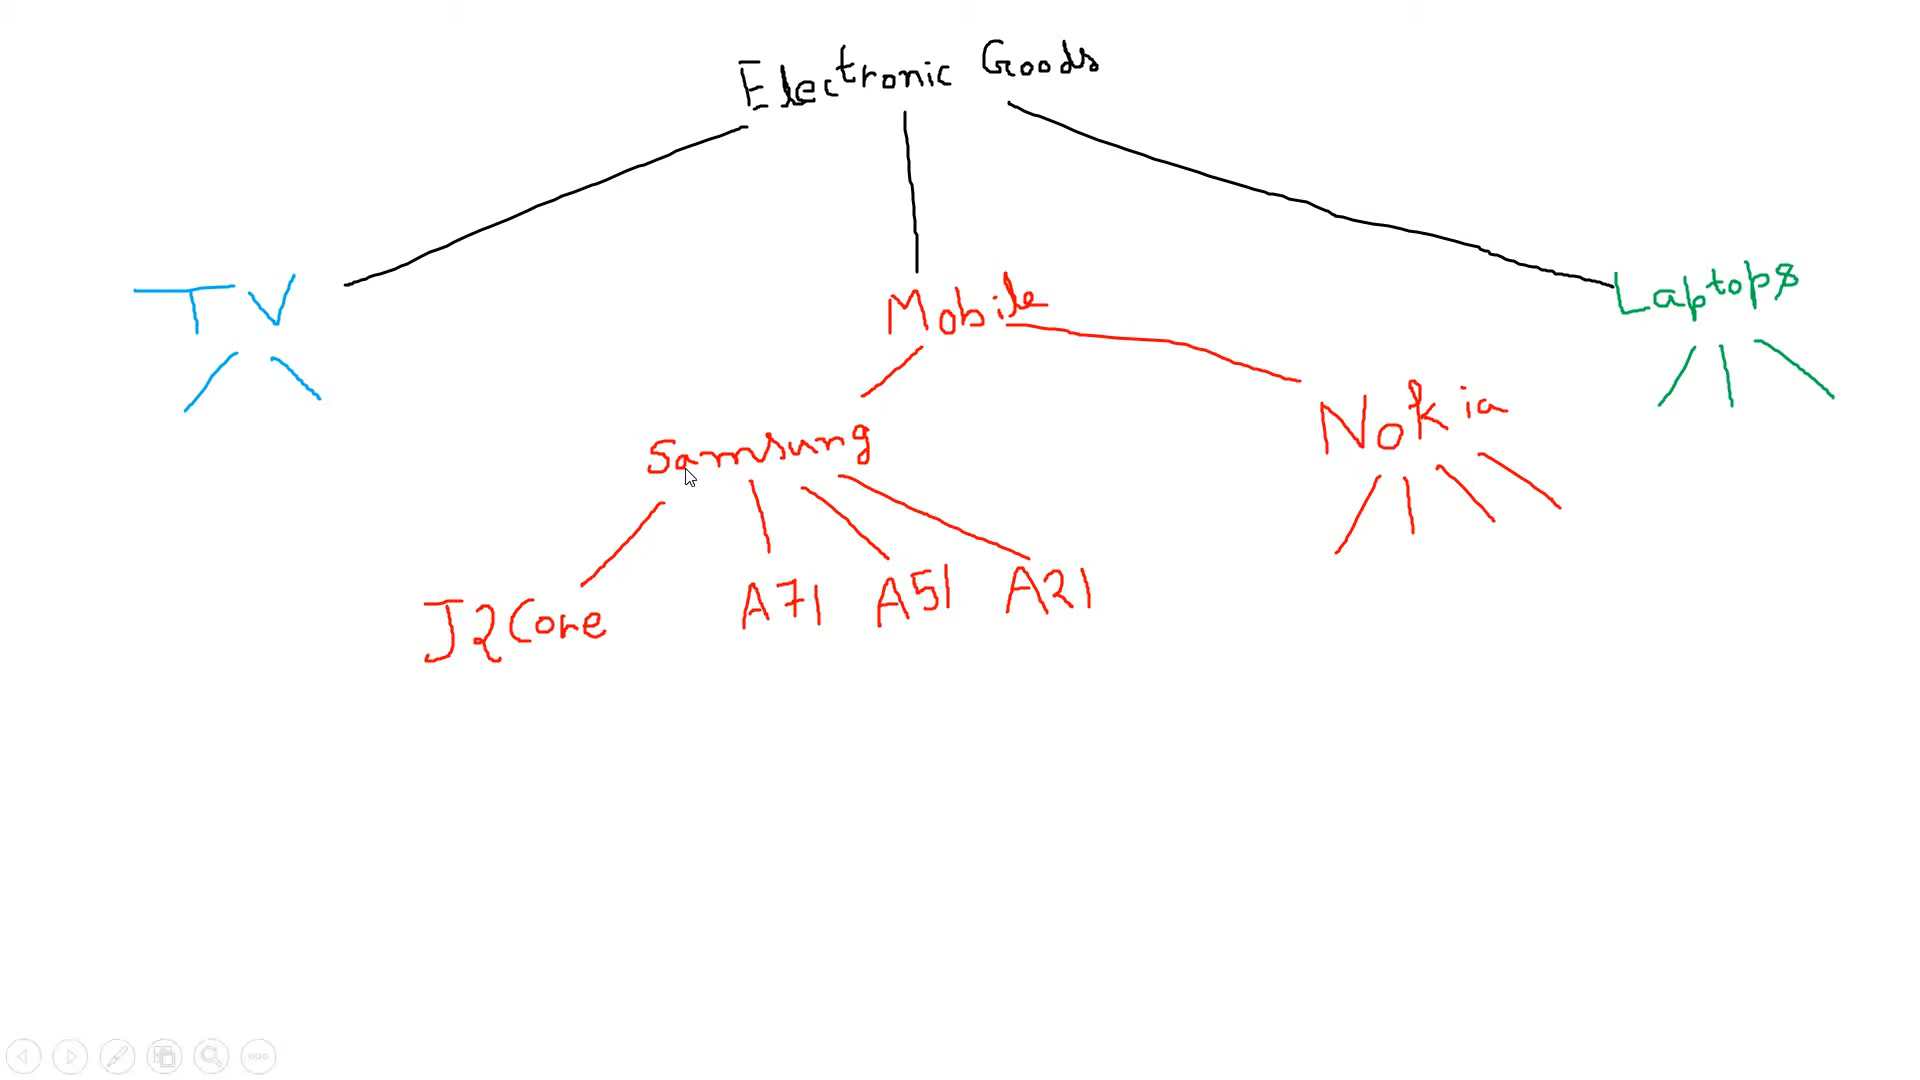 Electronic Goods
TV
Mobile
Laptops
Samsung
Nokia
J2Core
A71
A51
A21